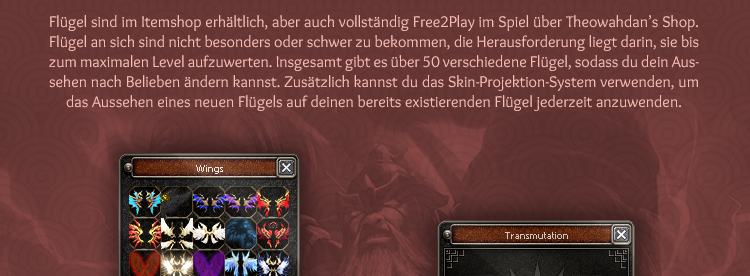 Flügel sind im Itemshop erhältlich, aber auch vollständig Free2Play im Spiel über Theowahdan's Shop.
Flügel an sich sind nicht besonders oder schwer zu bekommen, die Herausforderung liegt darin, sie bis
zum maximalen Level aufzuwerten. Insgesamt gibt es über 50 verschiedene Flügel, sodass du dein Aus-
sehen nach Belieben ändern kannst. Zusätzlich kannst du das Skin-Projektion-System verwenden, um
das Aussehen eines neuen Flügels auf deinen bereits existierenden Flügel jederzeit anzuwenden.
Wings
Transmutation